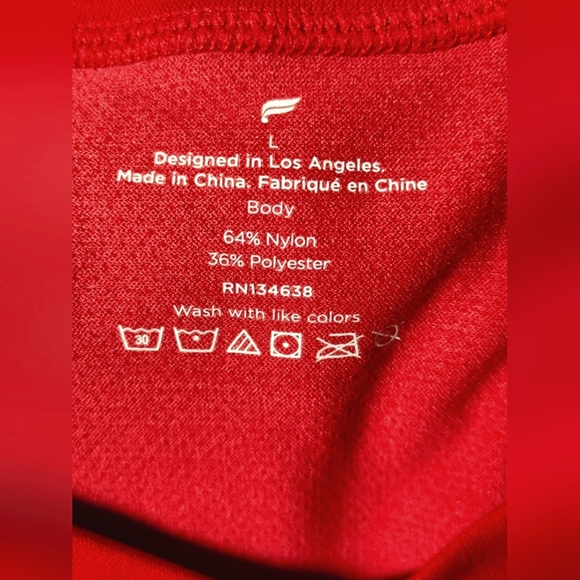 L
Designed in Los Angeles.
Made in China. Fabriqué en Chine
Body
64% Nylon
36% Polyester
RN134638
Wash with like colors
30